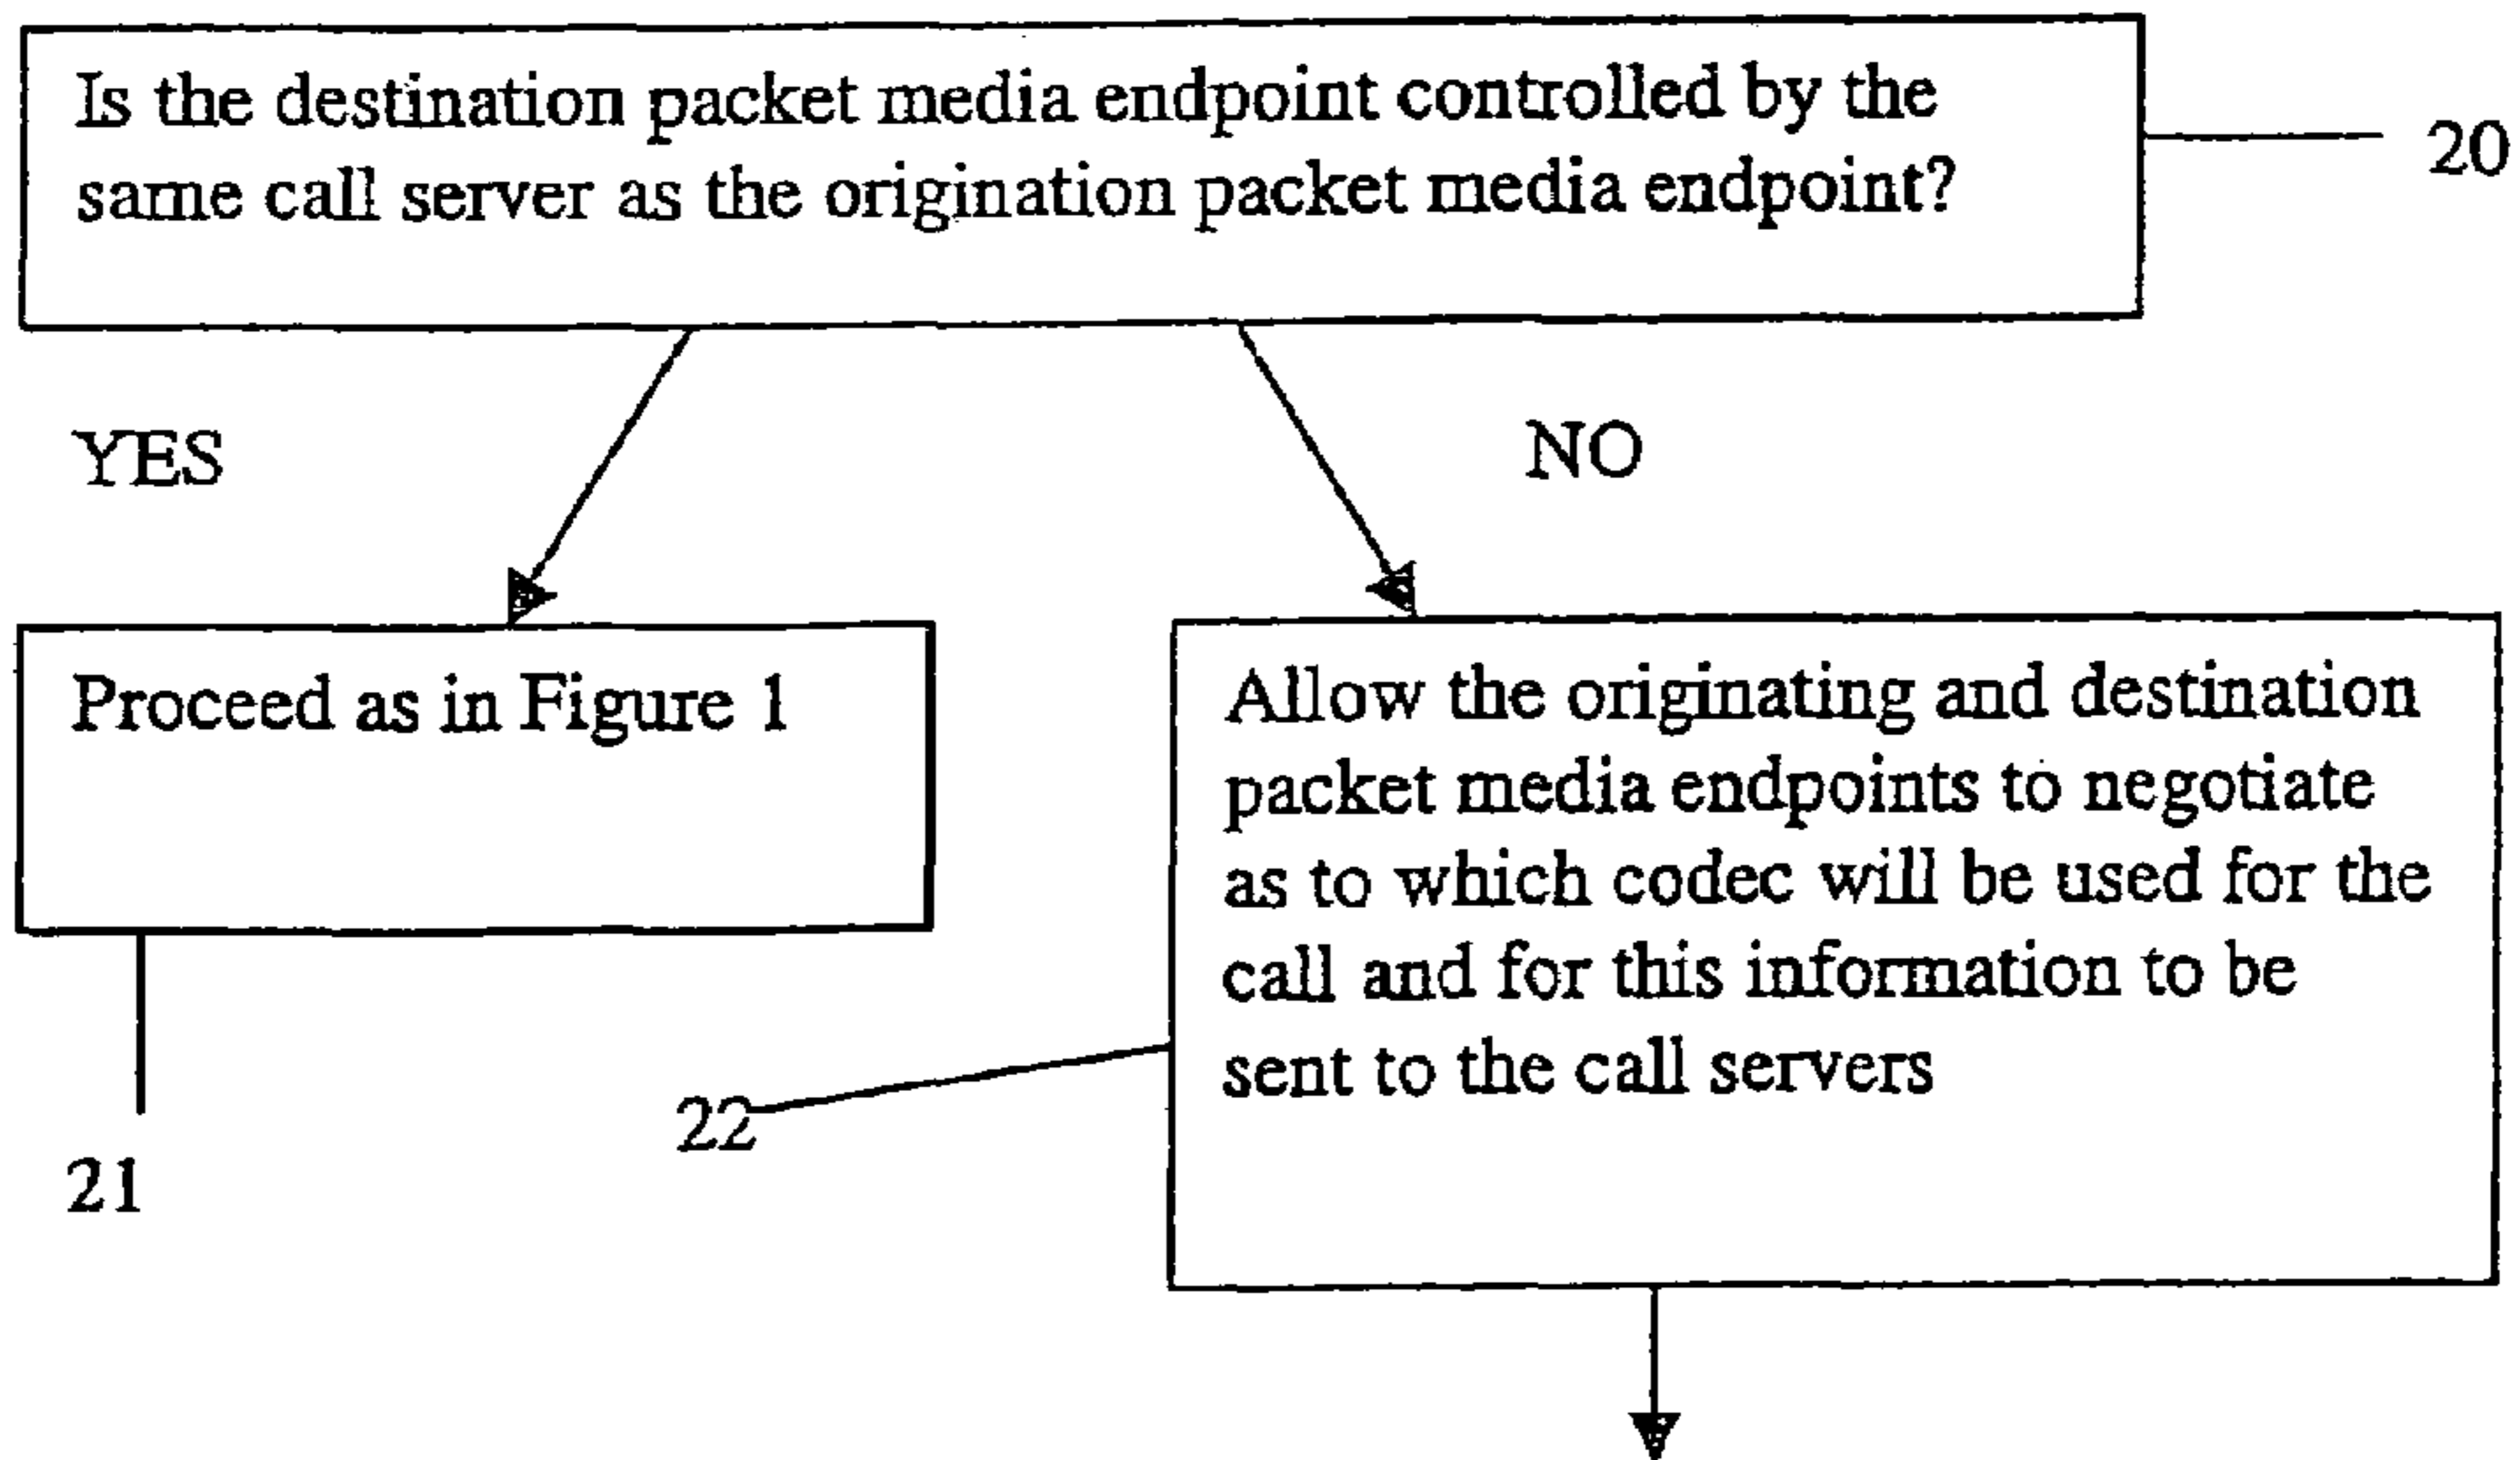 Is the destination packet media endpoint controlled by the
same call server as the origination packet media endpoint?
20
YES
NO
Proceed as in Figure 1
Allow the originating and destination
packet media endpoints to negotiate
as to which codec will be used for the
call and for this information to be
sent to the call servers
22
21